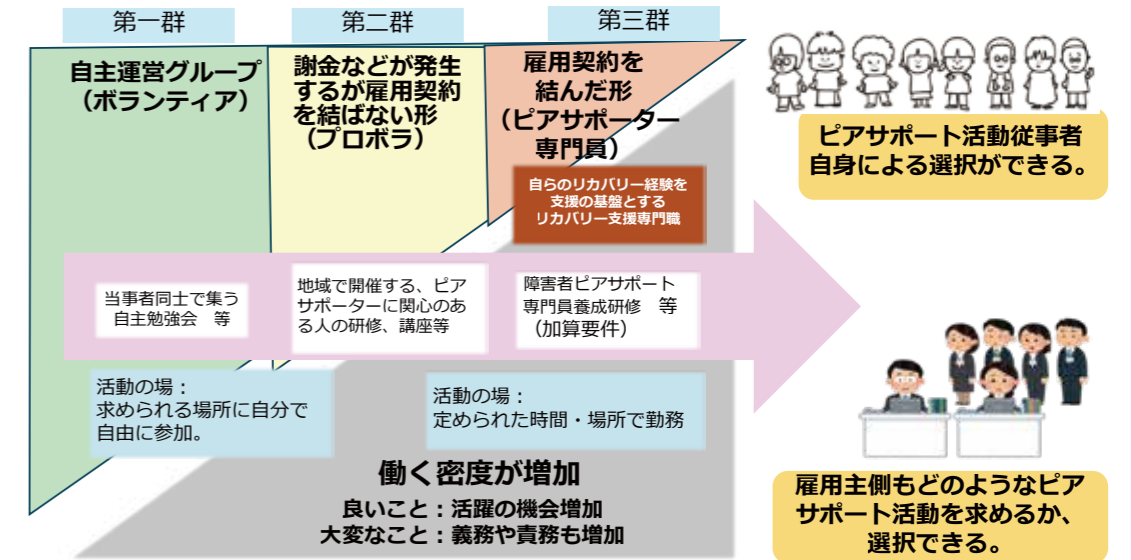 第一群
第二群
第三群
自主運営グループ
（ボランティア）
謝金などが発生
するが雇用契約
を結ばない形
（プロボラ）
雇用契約を
結んだ形
（ピアサポーター
専門員）
自らのリカバリー経験を
支援の基盤とする
リカバリー支援専門職
当事者同士で集う
自主勉強会　等
地域で開催する、ピア
サポーターに関心のあ
る人の研修、講座等
障害者ピアサポート
専門員養成研修　等
（加算要件）
活動の場：
求められる場所に自分で
自由に参加。
活動の場：
定められた時間・場所で勤務
働く密度が増加
良いこと：活躍の機会増加
大変なこと：義務や責務も増加
ピアサポート活動従事者
自身による選択ができる。
雇用主側もどのようなピア
サポート活動を求めるか、
選択できる。